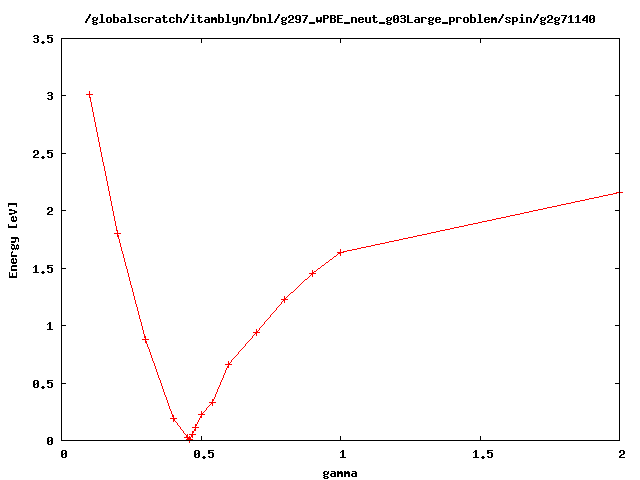 /globalscratch/itamblyn/bnl/g297_wPBE_neut_g03Large_problem/spin/g2g71140
3.5
3
2.5
2
1.5
1
0.5
0
Energy [eV]
0 0.5 1 1.5 2
gamma